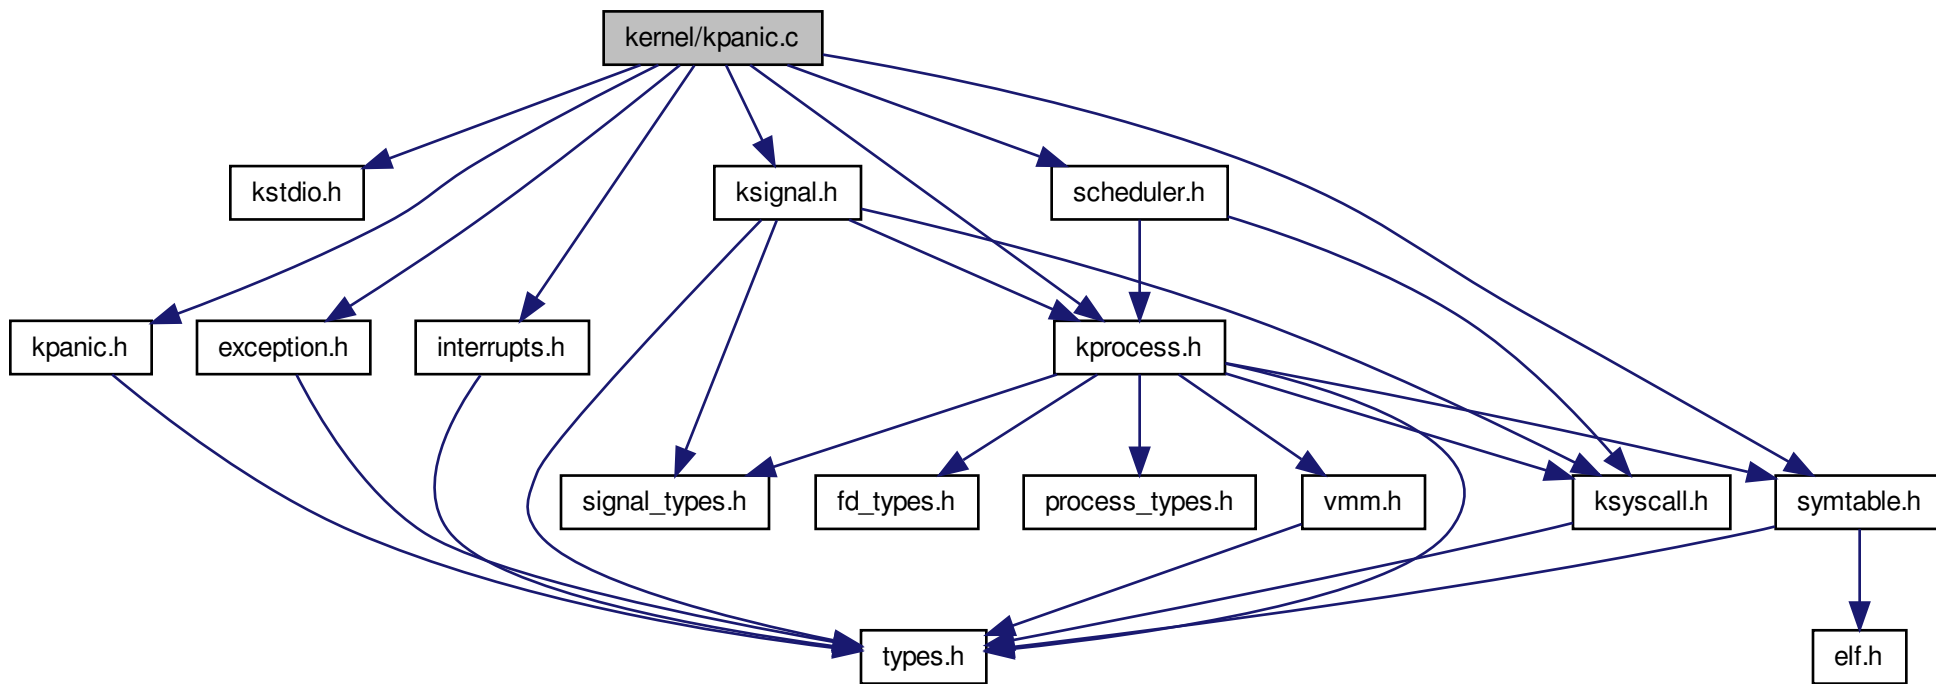 kernel/kpanic.c
kstdio.h
ksignal.h
scheduler.h
kpanic.h
exception.h
interrupts.h
kprocess.h
signal_types.h
fd_types.h
process_types.h
vmm.h
ksyscall.h
symtable.h
types.h
elf.h